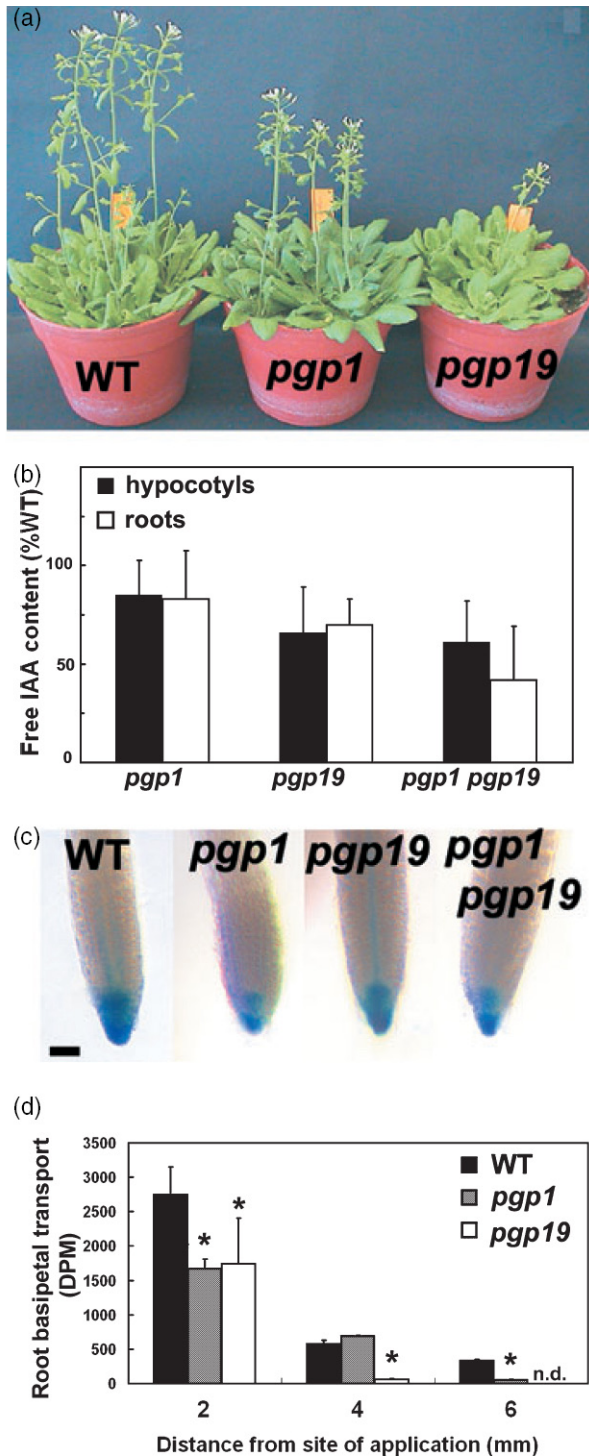 (a)
WT
pgp1
pgp19
(b)
hypocotyls
roots
Free IAA content (%WT)
100
50
0
pgp1
pgp19
pgp1 pgp19
(c)
WT
pgp1
pgp19
pgp1
pgp19
(d)
Root basipetal transport
(DPM)
3500
3000
2500
2000
1500
1000
500
0
WT
pgp1
pgp19
*
*
*
*
n.d.
2
4
6
Distance from site of application (mm)